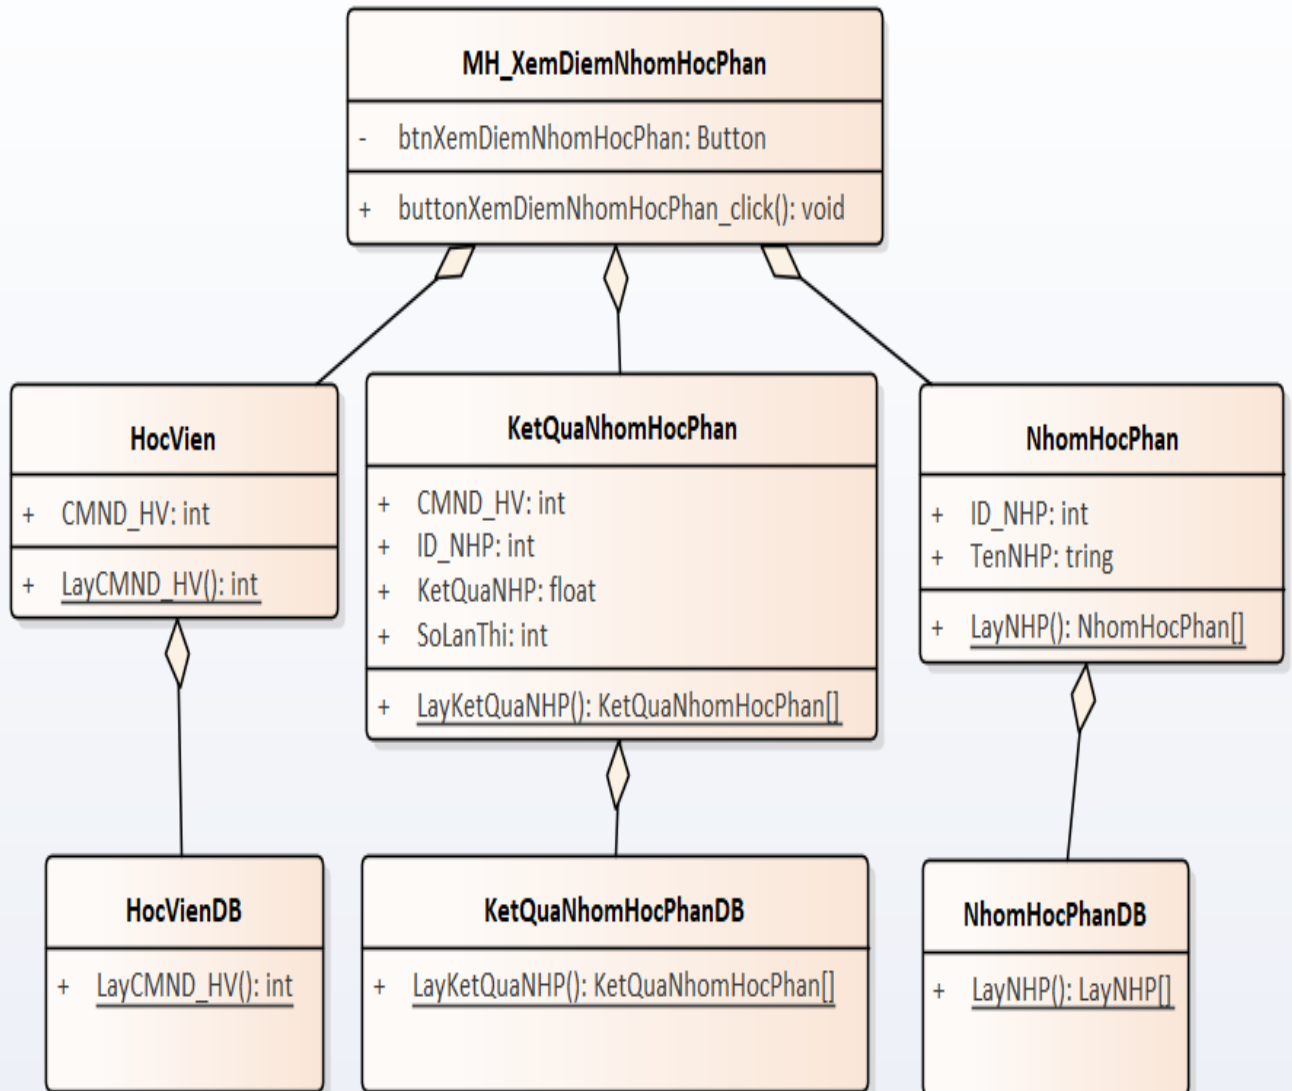 MH_XemDiemNhomHocPhan
- btnXemDiemNhomHocPhan: Button
+ buttonXemDiemNhomHocPhan_click(): void
HocVien
+ CMND_HV: int
+ LayCMND_HV(): int
KetQuaNhomHocPhan
+ CMND_HV: int
+ ID_NHP: int
+ KetQuaNHP: float
+ SoLanThi: int
+ LayKetQuaNHP(): KetQuaNhomHocPhan[]
NhomHocPhan
+ ID_NHP: int
+ TenNHP: tring
+ LayNHP(): NhomHocPhan[]
HocVienDB
+ LayCMND_HV(): int
KetQuaNhomHocPhanDB
+ LayKetQuaNHP(): KetQuaNhomHocPhan[]
NhomHocPhanDB
+ LayNHP(): LayNHP[]